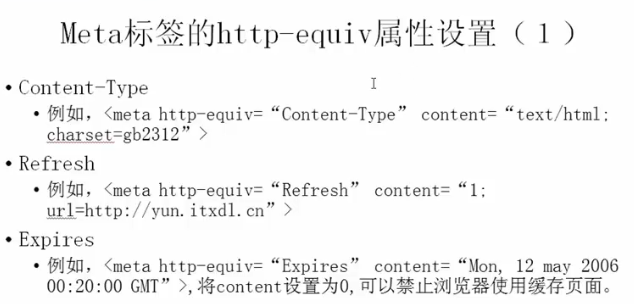 Meta标签的http-equiv属性设置（1）
•Content-Type
•例如，<meta http-equiv=“Content-Type” content=“text/html;
charset=gb2312”>
•Refresh
•例如，<meta http-equiv=“Refresh” content=“1;
url=http://yun.itxdl.cn”>
•Expires
•例如，<meta http-equiv=“Expires” content=“Mon, 12 may 2006
00:20:00 GMT”>,将content设置为0,可以禁止浏览器使用缓存页面。